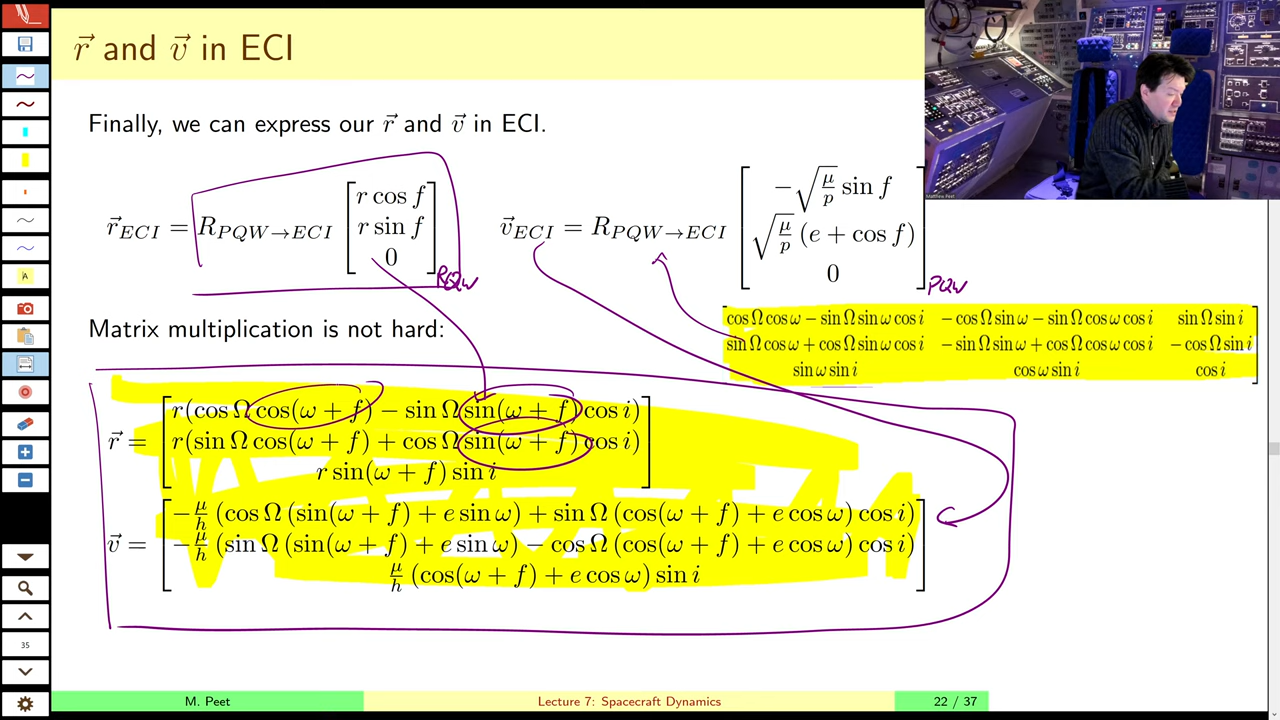 r⃗ and v⃗ in ECI
Finally, we can express our r⃗ and v⃗ in ECI.
r⃗_ECI = R_PQW→ECI [r cos f; r sin f; 0] PQW
v⃗_ECI = R_PQW→ECI [−√(μ/p) sin f; √(μ/p) (e + cos f); 0] PQW
cos Ω cos ω − sin Ω sin ω cos i   − cos Ω sin ω − sin Ω cos ω cos i   sin Ω sin i
sin Ω cos ω + cos Ω sin ω cos i   − sin Ω sin ω + cos Ω cos ω cos i   − cos Ω sin i
sin ω sin i   cos ω sin i   cos i
Matrix multiplication is not hard:
r(cos Ω cos(ω + f) − sin Ω sin(ω + f) cos i)
r⃗ = r(sin Ω cos(ω + f) + cos Ω sin(ω + f) cos i)
r sin(ω + f) sin i
−μ/h (cos Ω (sin(ω + f) + e sin ω) + sin Ω (cos(ω + f) + e cos ω) cos i)
v⃗ = −μ/h (sin Ω (sin(ω + f) + e sin ω) − cos Ω (cos(ω + f) + e cos ω) cos i)
μ/h (cos(ω + f) + e cos ω) sin i
Matthew Peet
A
35
M. Peet   Lecture 7: Spacecraft Dynamics   22 / 37